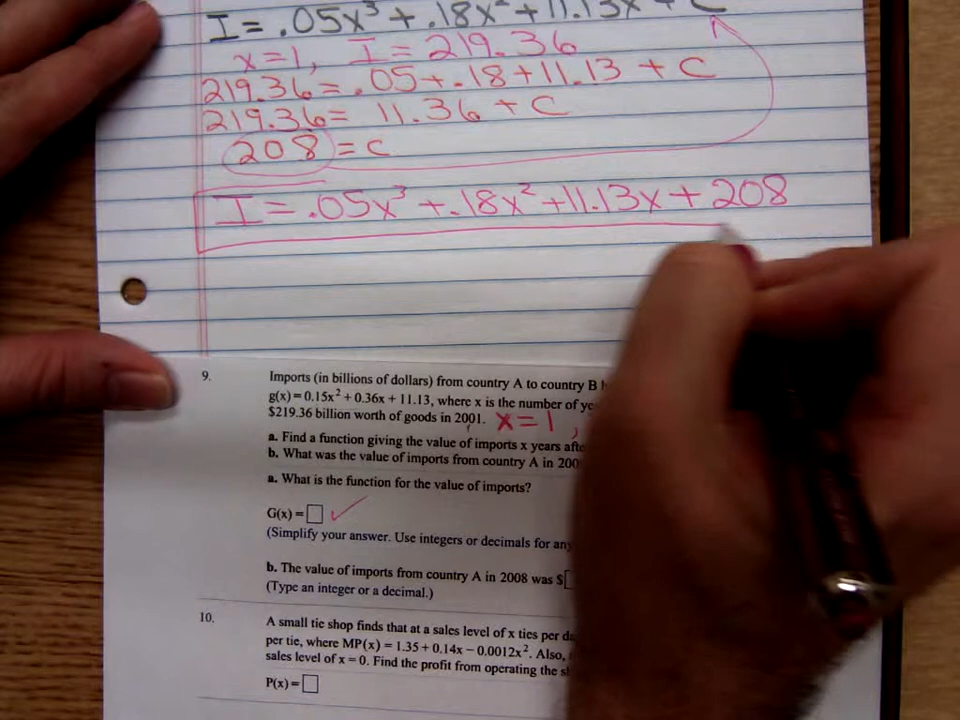 I = .05x³ + .18x² + 11.13x + C
x=1, I = 219.36
219.36 = .05 + .18 + 11.13 + C
219.36 = 11.36 + C
208 = C
I = .05x³ + .18x² + 11.13x + 208
9. Imports (in billions of dollars) from country A to country B
g(x) = 0.15x² + 0.36x + 11.13, where x is the number of
$219.36 billion worth of goods in 2001. x=1,
a. Find a function giving the value of imports x years
b. What was the value of imports from country A in
a. What is the function for the value of imports?
G(x) = □ ✓
(Simplify your answer. Use integers or decimals for
b. The value of imports from country A in 2008 was $
(Type an integer or a decimal.)
10. A small tie shop finds that at a sales level of x ties per
per tie, where MP(x) = 1.35 + 0.14x − 0.0012x². Also,
sales level of x = 0. Find the profit from operating the
P(x) = □